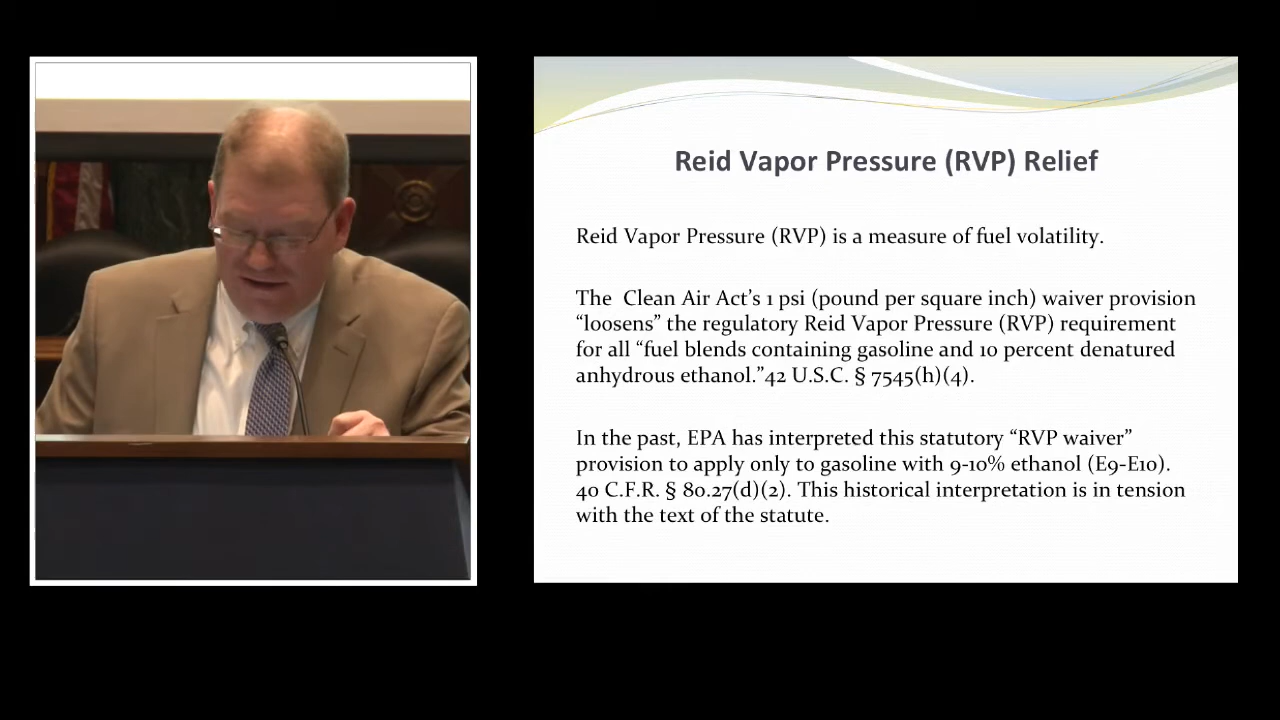 Reid Vapor Pressure (RVP) Relief
Reid Vapor Pressure (RVP) is a measure of fuel volatility.
The  Clean Air Act’s 1 psi (pound per square inch) waiver provision
“loosens” the regulatory Reid Vapor Pressure (RVP) requirement
for all “fuel blends containing gasoline and 10 percent denatured
anhydrous ethanol.”42 U.S.C. § 7545(h)(4).
In the past, EPA has interpreted this statutory “RVP waiver”
provision to apply only to gasoline with 9-10% ethanol (E9-E10).
40 C.F.R. § 80.27(d)(2). This historical interpretation is in tension
with the text of the statute.